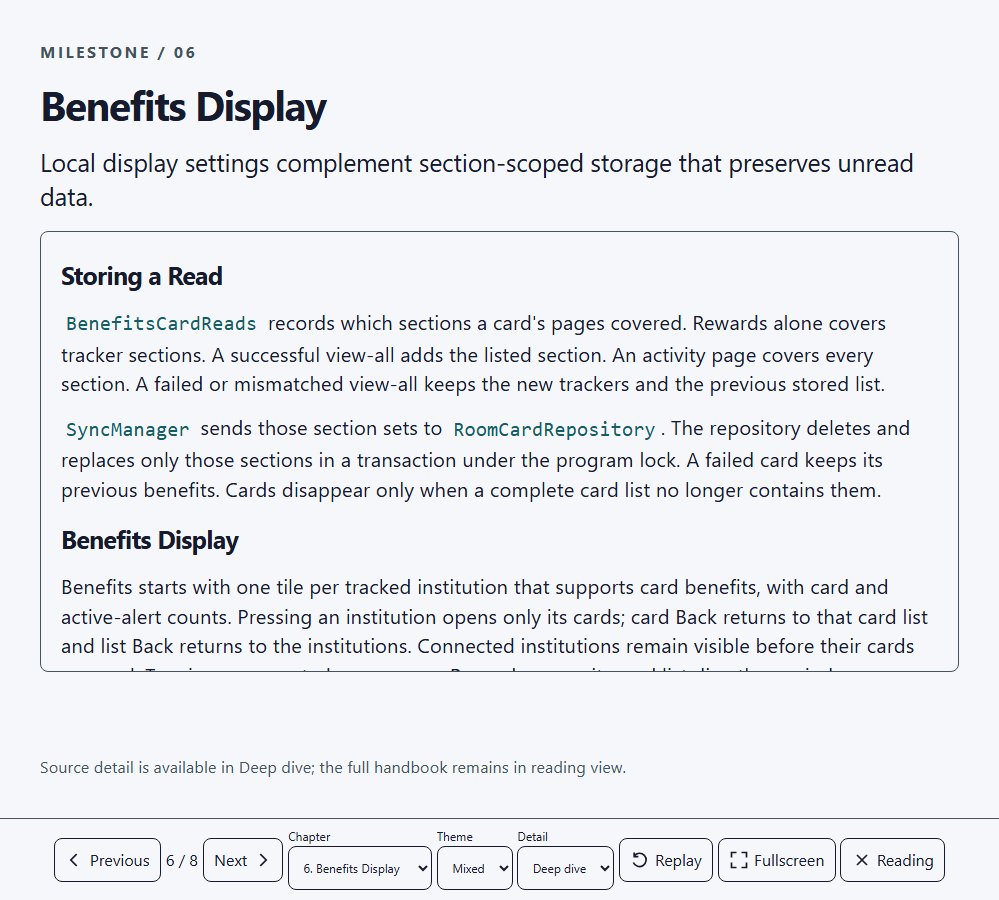 MILESTONE / 06
Benefits Display
Local display settings complement section-scoped storage that preserves unread
data.
Storing a Read
BenefitsCardReads records which sections a card's pages covered. Rewards alone covers
tracker sections. A successful view-all adds the listed section. An activity page covers every
section. A failed or mismatched view-all keeps the new trackers and the previous stored list.
SyncManager sends those section sets to RoomCardRepository. The repository deletes and
replaces only those sections in a transaction under the program lock. A failed card keeps its
previous benefits. Cards disappear only when a complete card list no longer contains them.
Benefits Display
Benefits starts with one tile per tracked institution that supports card benefits, with card and
active-alert counts. Pressing an institution opens only its cards; card Back returns to that card list
and list Back returns to the institutions. Connected institutions remain visible before their cards
Source detail is available in Deep dive; the full handbook remains in reading view.
Chapter
Theme
Detail
Previous
6 / 8
Next
6. Benefits Display
Mixed
Deep dive
Replay
Fullscreen
Reading